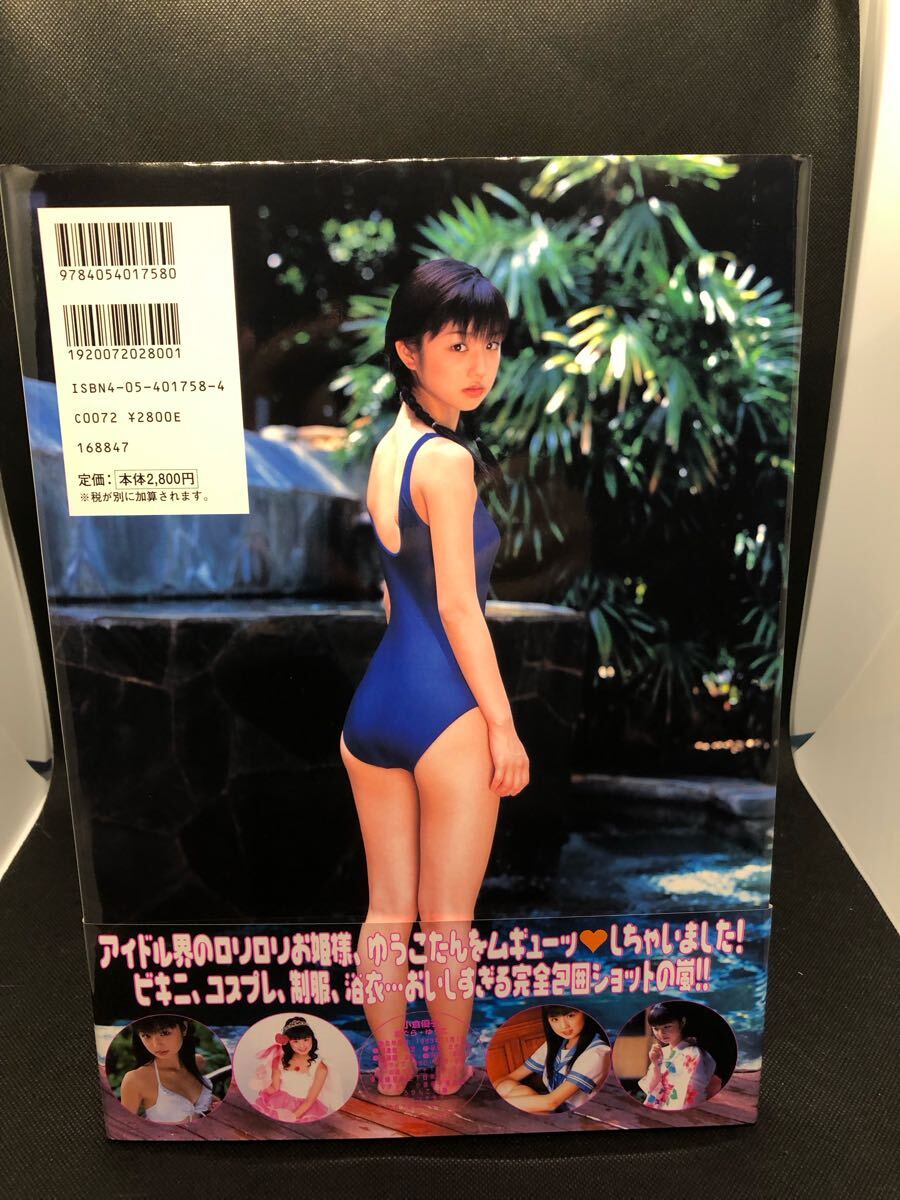 9784054017580
1920072028001
ISBN4-05-401758-4
C0072 ¥2800E
168847
定価：本体2,800円
※税が別に加算されます。
アイドル界のロリロリお姫様、ゆうこたんをムギューッ♥しちゃいました！
ビキニ、コスプレ、制服、浴衣…おいしすぎる完全包囲ショットの嵐!!
小倉優子